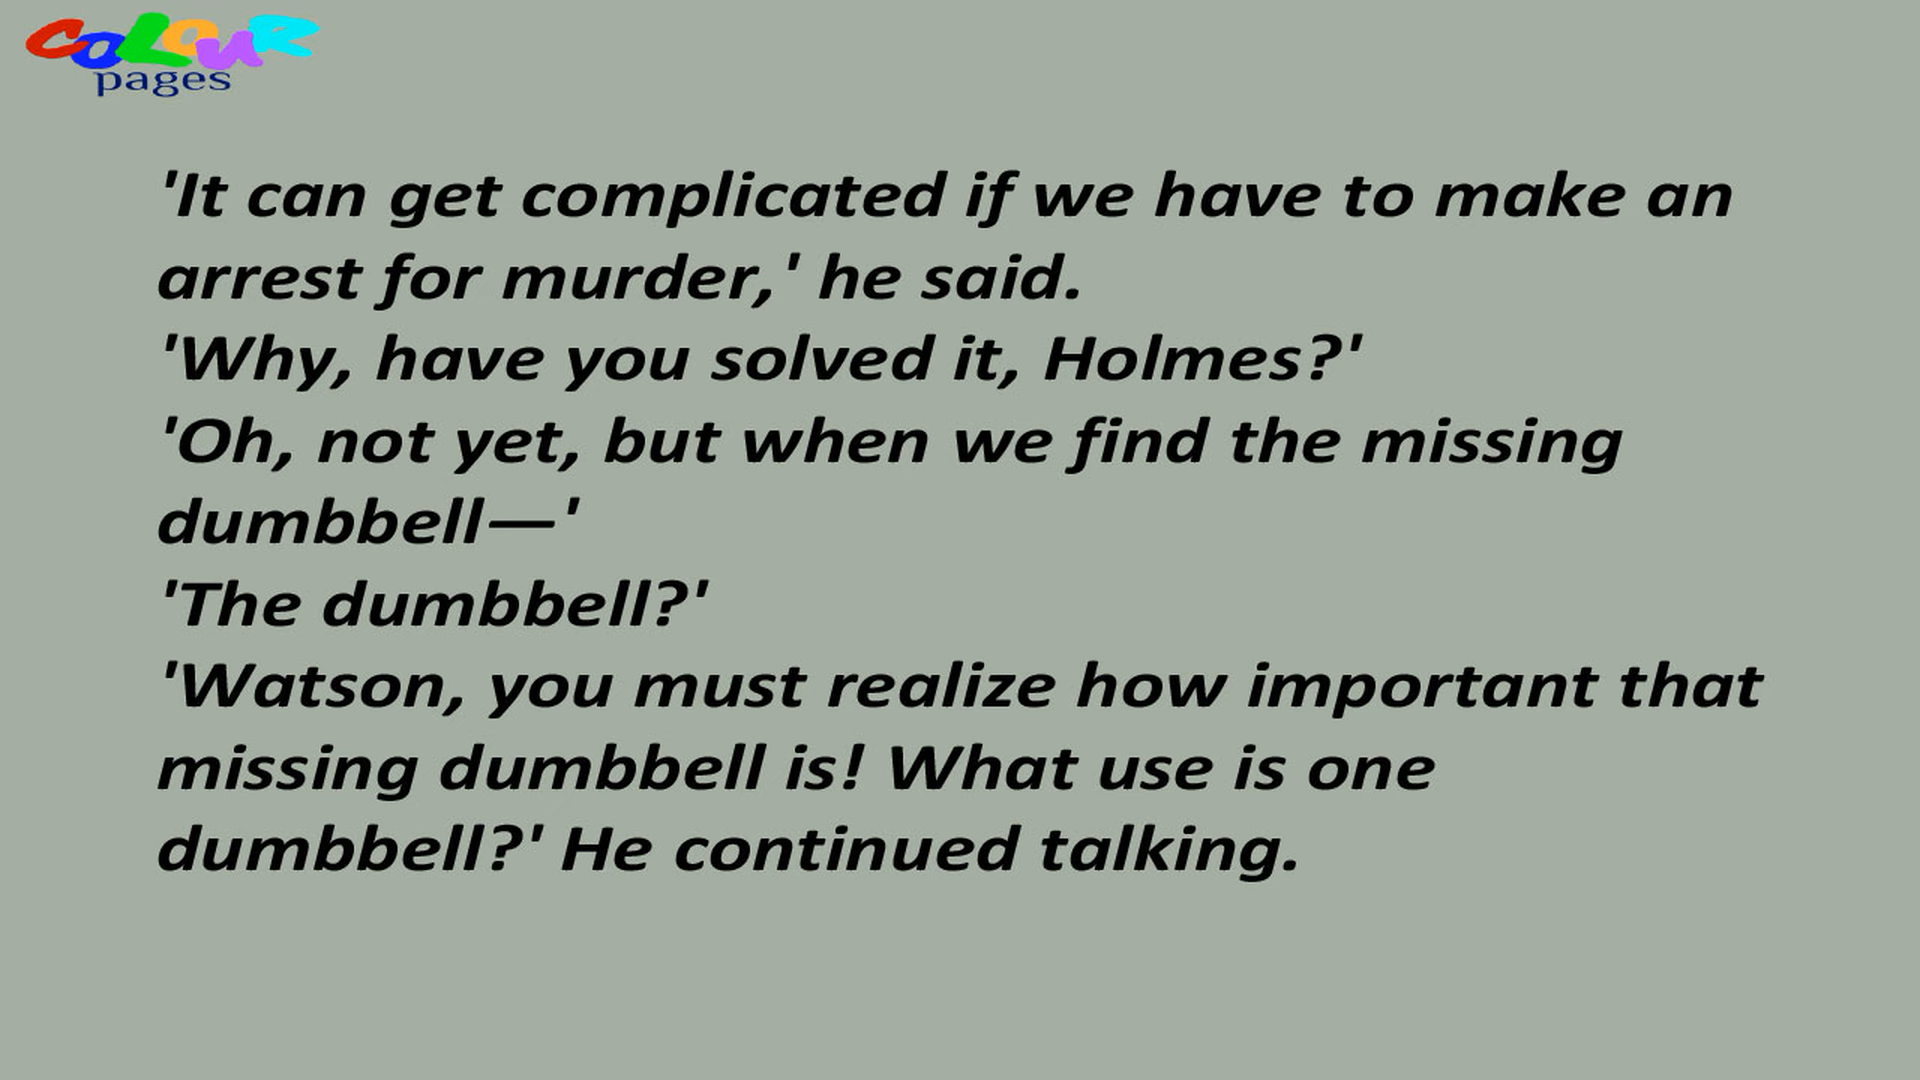 COLOUR
pages
'It can get complicated if we have to make an
arrest for murder,' he said.
'Why, have you solved it, Holmes?'
'Oh, not yet, but when we find the missing
dumbbell—'
'The dumbbell?'
'Watson, you must realize how important that
missing dumbbell is! What use is one
dumbbell?' He continued talking.